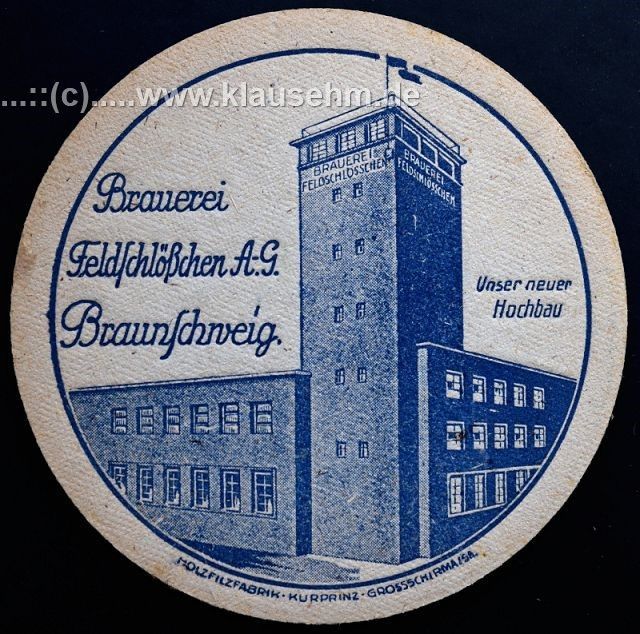 ...::(c).....www.klausehm.de
BRAUEREI
FELDSCHLÖSSCHEN
BRAUEREI
FELDSCHLÖSSCHEN
Brauerei
Feldſchlößchen A.-G.
Braunſchweig.
Unser neuer
Hochbau
HOLZFILZFABRIK · KURPRINZ - GROSSSCHIRMA/SA.